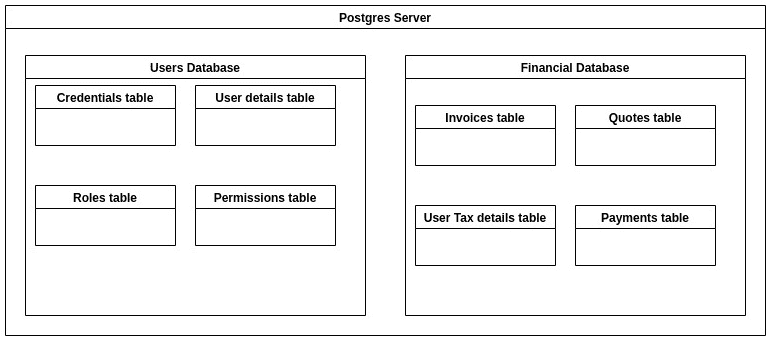 Postgres Server
Users Database
Credentials table
User details table
Roles table
Permissions table
Financial Database
Invoices table
Quotes table
User Tax details table
Payments table